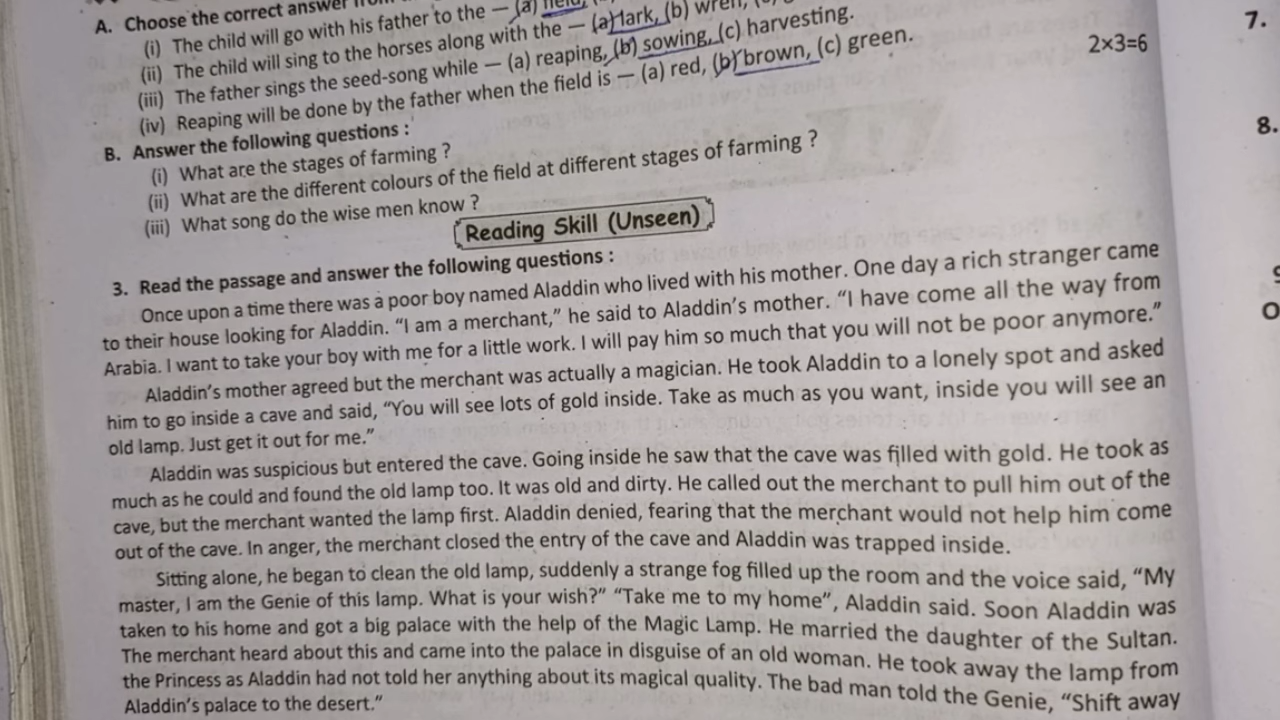 A. Choose the correct answer
(i) The child will go with his father to the — (a) field,
(ii) The child will sing to the horses along with the — (a) lark, (b) wren,
(iii) The father sings the seed-song while — (a) reaping, (b) sowing, (c) harvesting.
(iv) Reaping will be done by the father when the field is — (a) red, (b) brown, (c) green.
B. Answer the following questions : 2×3=6
(i) What are the stages of farming ?
(ii) What are the different colours of the field at different stages of farming ?
(iii) What song do the wise men know ?
Reading Skill (Unseen)
3. Read the passage and answer the following questions :
Once upon a time there was a poor boy named Aladdin who lived with his mother. One day a rich stranger came
to their house looking for Aladdin. “I am a merchant,” he said to Aladdin’s mother. “I have come all the way from
Arabia. I want to take your boy with me for a little work. I will pay him so much that you will not be poor anymore.”
Aladdin’s mother agreed but the merchant was actually a magician. He took Aladdin to a lonely spot and asked
him to go inside a cave and said, “You will see lots of gold inside. Take as much as you want, inside you will see an
old lamp. Just get it out for me.”
Aladdin was suspicious but entered the cave. Going inside he saw that the cave was filled with gold. He took as
much as he could and found the old lamp too. It was old and dirty. He called out the merchant to pull him out of the
cave, but the merchant wanted the lamp first. Aladdin denied, fearing that the merchant would not help him come
out of the cave. In anger, the merchant closed the entry of the cave and Aladdin was trapped inside.
Sitting alone, he began to clean the old lamp, suddenly a strange fog filled up the room and the voice said, “My
master, I am the Genie of this lamp. What is your wish?” “Take me to my home”, Aladdin said. Soon Aladdin was
taken to his home and got a big palace with the help of the Magic Lamp. He married the daughter of the Sultan.
The merchant heard about this and came into the palace in disguise of an old woman. He took away the lamp from
the Princess as Aladdin had not told her anything about its magical quality. The bad man told the Genie, “Shift away
Aladdin’s palace to the desert.”
7.
8.